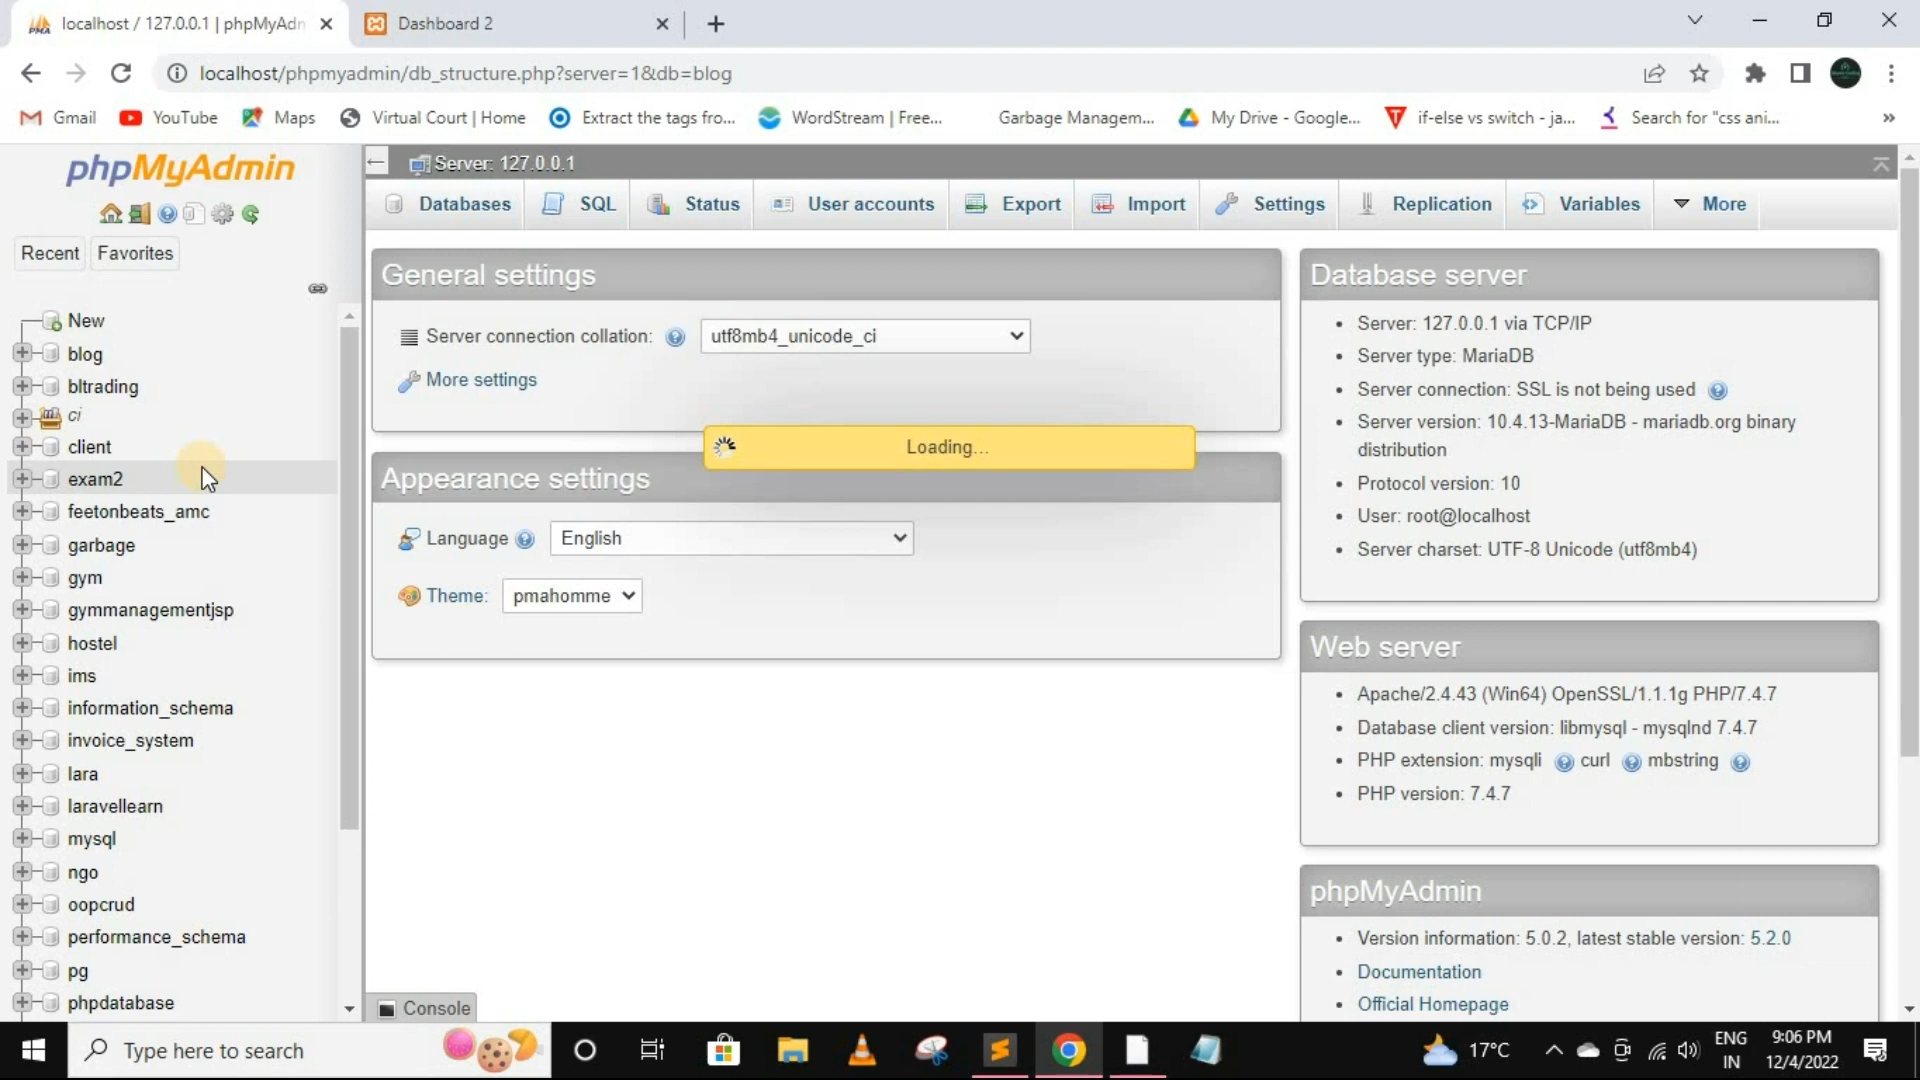 localhost / 127.0.0.1 | phpMyAdn
Dashboard 2
localhost/phpmyadmin/db_structure.php?server=1&db=blog
Gmail
YouTube
Maps
Virtual Court | Home
Extract the tags fro...
WordStream | Free...
Garbage Managem...
My Drive - Google...
if-else vs switch - ja...
Search for "css ani...
»
phpMyAdmin
Recent
Favorites
New
blog
bltrading
ci
client
exam2
feetonbeats_amc
garbage
gym
gymmanagementjsp
hostel
ims
information_schema
invoice_system
lara
laravellearn
mysql
ngo
oopcrud
performance_schema
pg
phpdatabase
Server: 127.0.0.1
Databases
SQL
Status
User accounts
Export
Import
Settings
Replication
Variables
More
General settings
Server connection collation:
utf8mb4_unicode_ci
More settings
Loading...
Appearance settings
Language
English
Theme:
pmahomme
Console
Database server
Server: 127.0.0.1 via TCP/IP
Server type: MariaDB
Server connection: SSL is not being used
Server version: 10.4.13-MariaDB - mariadb.org binary
distribution
Protocol version: 10
User: root@localhost
Server charset: UTF-8 Unicode (utf8mb4)
Web server
Apache/2.4.43 (Win64) OpenSSL/1.1.1g PHP/7.4.7
Database client version: libmysql - mysqlnd 7.4.7
PHP extension: mysqli curl mbstring
PHP version: 7.4.7
phpMyAdmin
Version information: 5.0.2, latest stable version: 5.2.0
Documentation
Official Homepage
Type here to search
17°C
ENG
IN
9:06 PM
12/4/2022